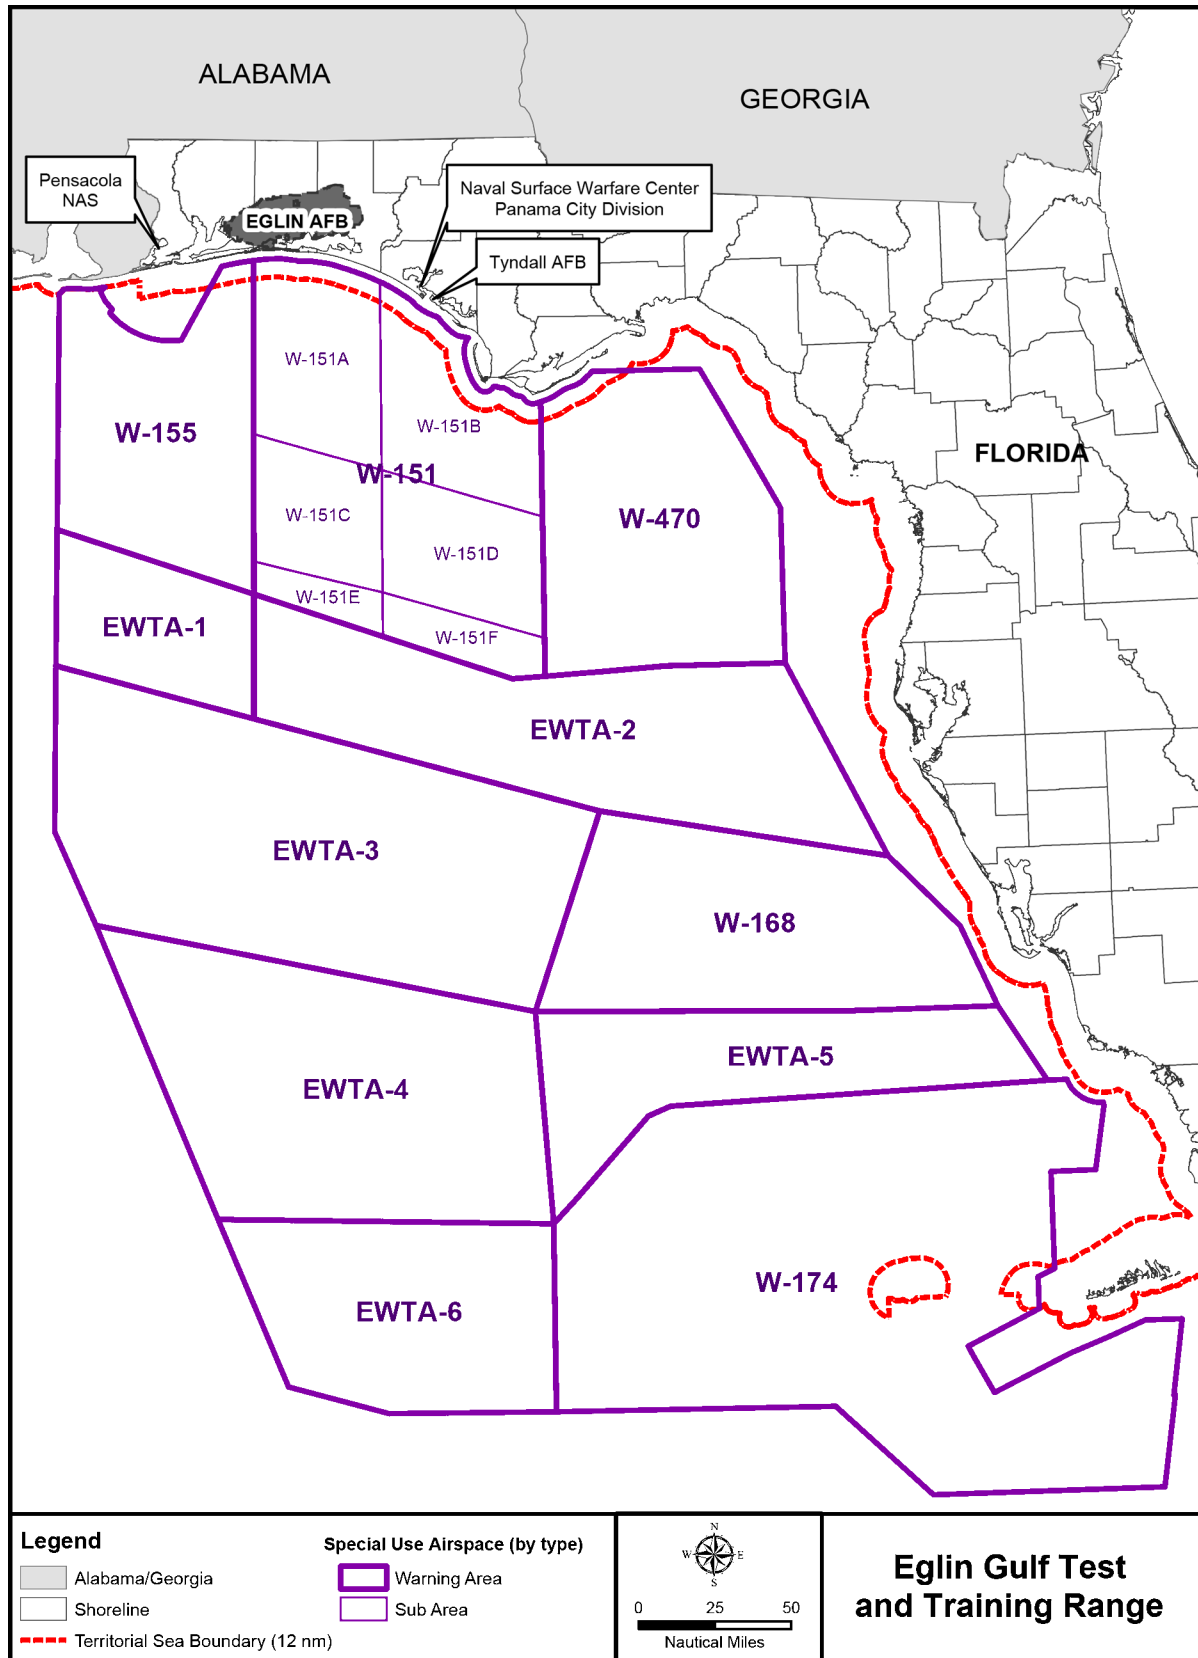 ALABAMA
GEORGIA
Pensacola
NAS
EGLIN AFB
Naval Surface Warfare Center
Panama City Division
Tyndall AFB
W-151A
W-155
W-151B
W-151
FLORIDA
W-151C
W-470
W-151D
W-151E
EWTA-1
W-151F
EWTA-2
EWTA-3
W-168
EWTA-5
EWTA-4
W-174
EWTA-6
Legend
Alabama/Georgia
Shoreline
Territorial Sea Boundary (12 nm)
Special Use Airspace (by type)
Warning Area
Sub Area
N
W E
S
0 25 50
Nautical Miles
Eglin Gulf Test
and Training Range